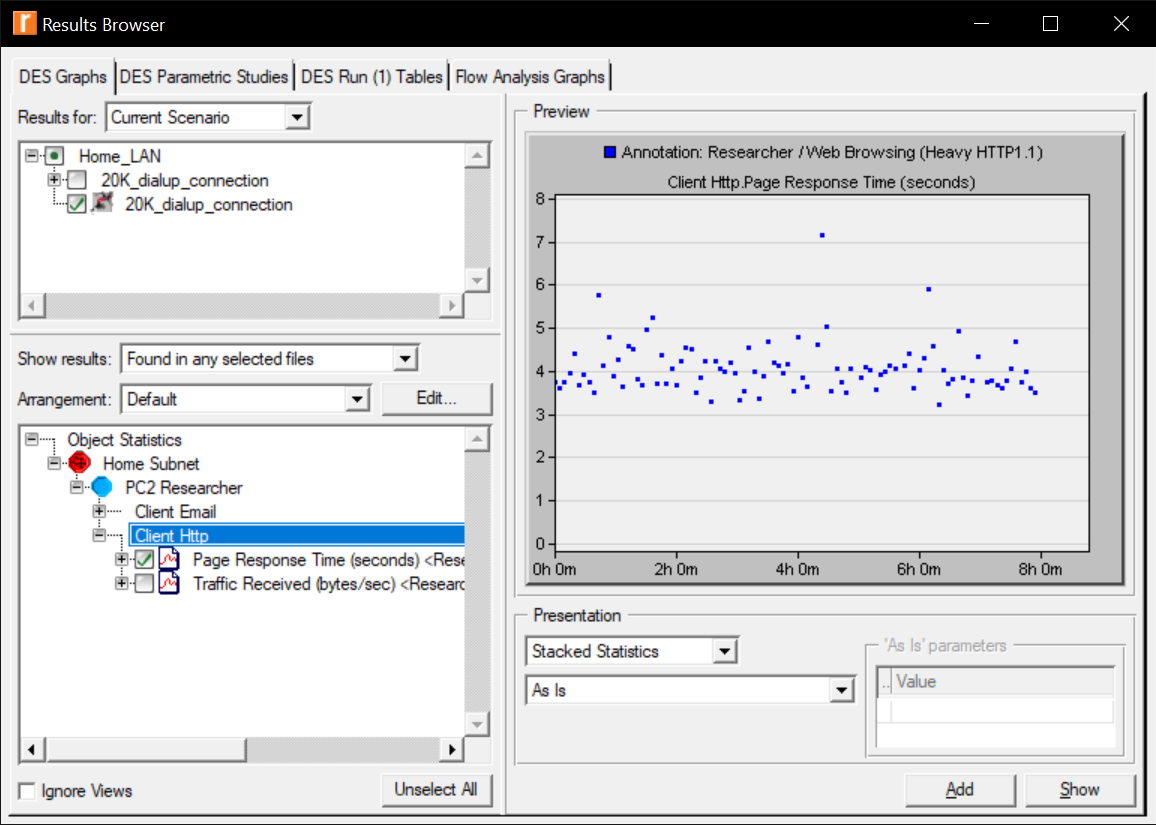 Results Browser
DES Graphs DES Parametric Studies DES Run (1) Tables Flow Analysis Graphs
Results for: Current Scenario
Home_LAN
20K_dialup_connection
20K_dialup_connection
Show results: Found in any selected files
Arrangement: Default Edit...
Object Statistics
Home Subnet
PC2 Researcher
Client Email
Client Http
Page Response Time (seconds) <Rese
Traffic Received (bytes/sec) <Researc
Ignore Views Unselect All
Preview
Annotation: Researcher / Web Browsing (Heavy HTTP1.1)
Client Http.Page Response Time (seconds)
8
7
6
5
4
3
2
1
0
0h 0m 2h 0m 4h 0m 6h 0m 8h 0m
Presentation
Stacked Statistics
As Is
'As Is' parameters
.. Value
Add Show